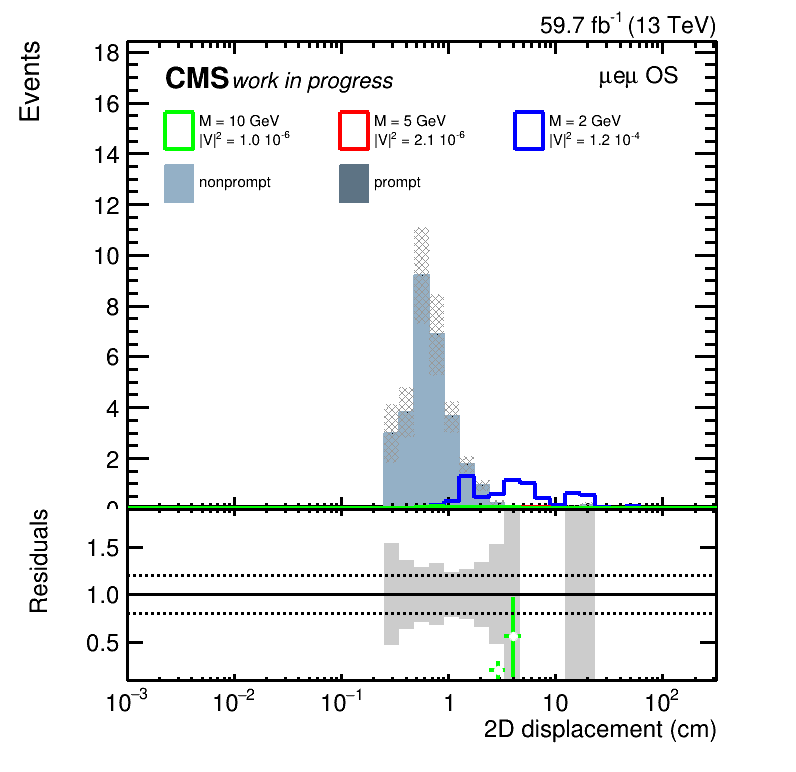 59.7 fb⁻¹ (13 TeV)
CMS work in progress
μeμ OS
M = 10 GeV
|V|² = 1.0 10⁻⁶
M = 5 GeV
|V|² = 2.1 10⁻⁶
M = 2 GeV
|V|² = 1.2 10⁻⁴
nonprompt
prompt
Events
18
16
14
12
10
8
6
4
2
0
Residuals
1.5
1.0
0.5
10⁻³ 10⁻² 10⁻¹ 1 10 10²
2D displacement (cm)